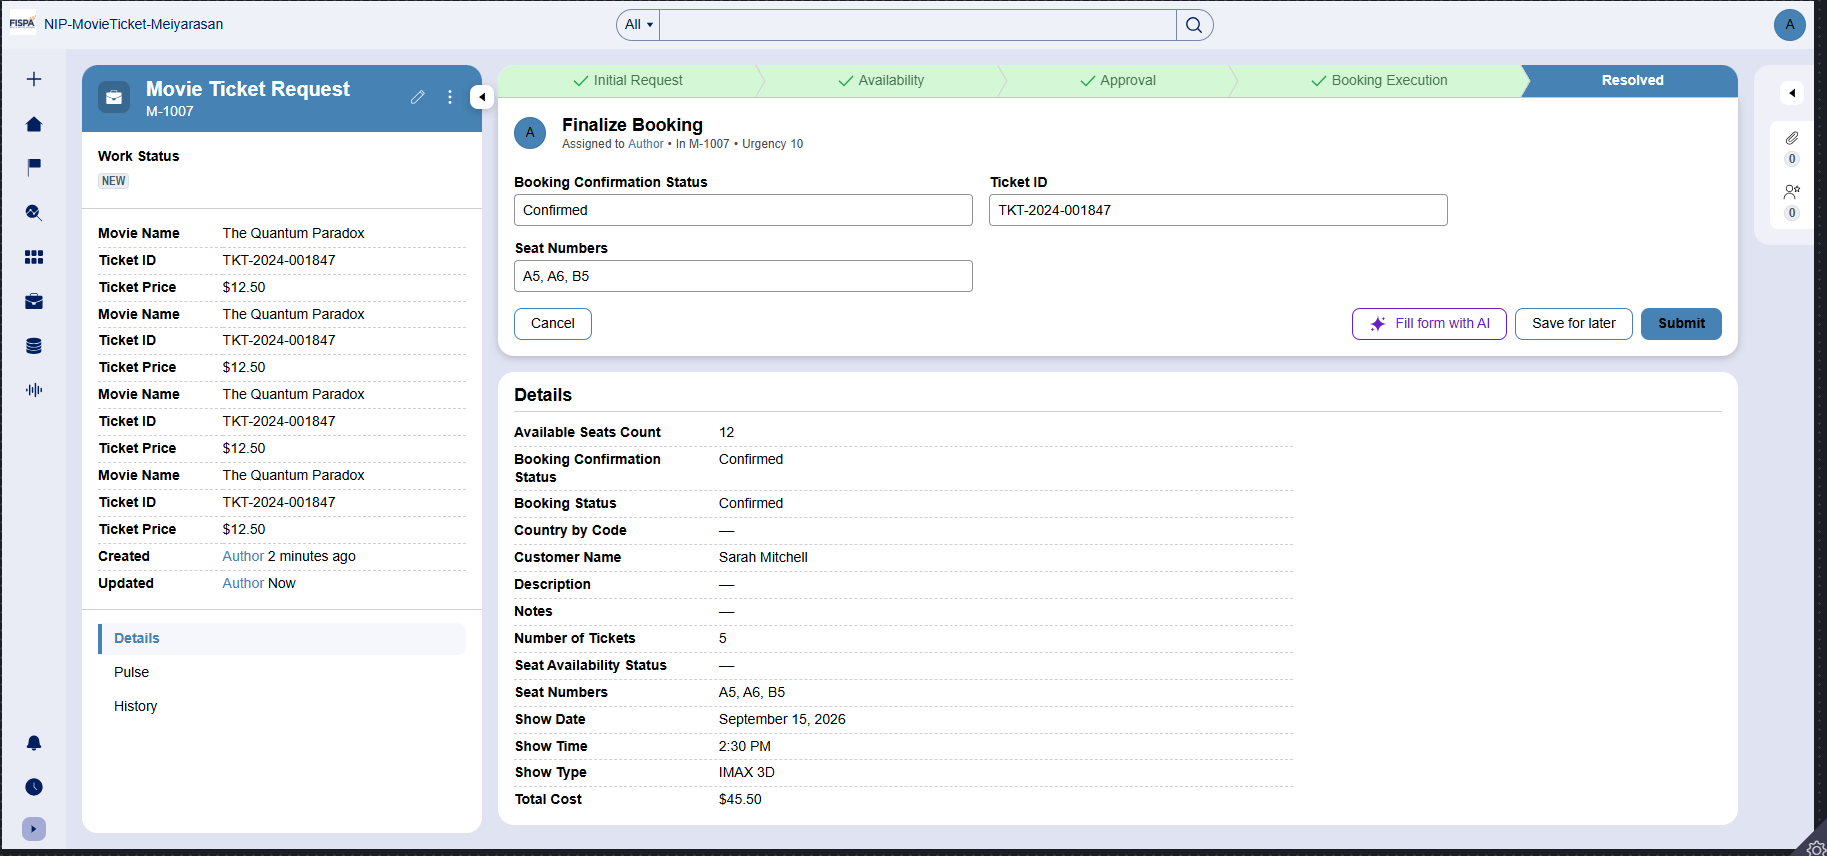 FISPA
NIP-MovieTicket-Meiyarasan
All
A
Movie Ticket Request
M-1007
Work Status
NEW
Movie Name The Quantum Paradox
Ticket ID TKT-2024-001847
Ticket Price $12.50
Movie Name The Quantum Paradox
Ticket ID TKT-2024-001847
Ticket Price $12.50
Movie Name The Quantum Paradox
Ticket ID TKT-2024-001847
Ticket Price $12.50
Movie Name The Quantum Paradox
Ticket ID TKT-2024-001847
Ticket Price $12.50
Created Author 2 minutes ago
Updated Author Now
Details
Pulse
History
Initial Request Availability Approval Booking Execution Resolved
A
Finalize Booking
Assigned to Author • In M-1007 • Urgency 10
Booking Confirmation Status Ticket ID
Confirmed TKT-2024-001847
Seat Numbers
A5, A6, B5
Cancel Fill form with AI Save for later Submit
Details
Available Seats Count 12
Booking Confirmation Status Confirmed
Booking Status Confirmed
Country by Code —
Customer Name Sarah Mitchell
Description —
Notes —
Number of Tickets 5
Seat Availability Status —
Seat Numbers A5, A6, B5
Show Date September 15, 2026
Show Time 2:30 PM
Show Type IMAX 3D
Total Cost $45.50
0
0